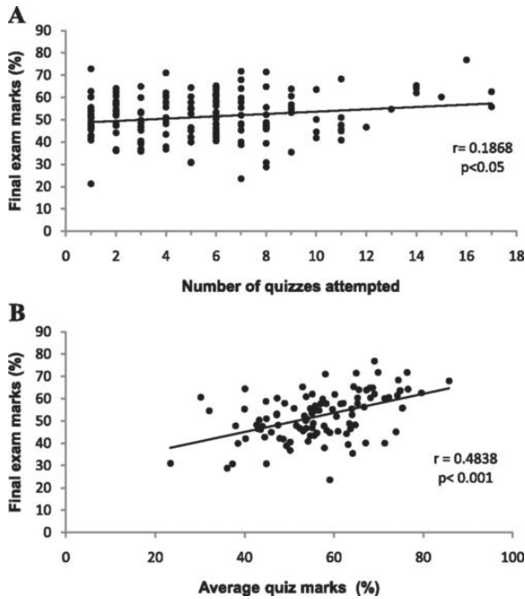 A
90
80
70
60
50
40
30
20
10
0
Final exam marks (%)
r= 0.1868
p<0.05
0 2 4 6 8 10 12 14 16 18
Number of quizzes attempted
B
90
80
70
60
50
40
30
20
10
0
Final exam marks (%)
r = 0.4838
p< 0.001
0 20 40 60 80 100
Average quiz marks (%)